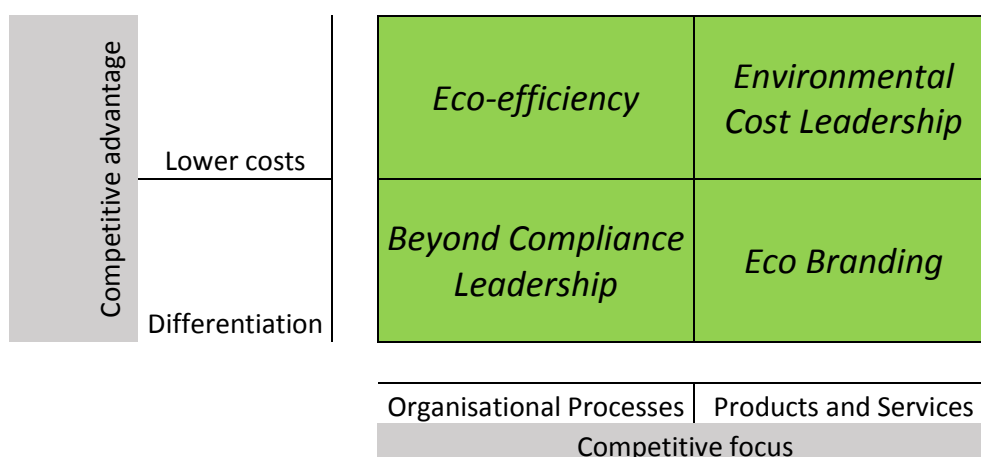 Competitive advantage
Lower costs
Differentiation
Eco-efficiency
Environmental
Cost Leadership
Beyond Compliance
Leadership
Eco Branding
Organisational Processes
Products and Services
Competitive focus